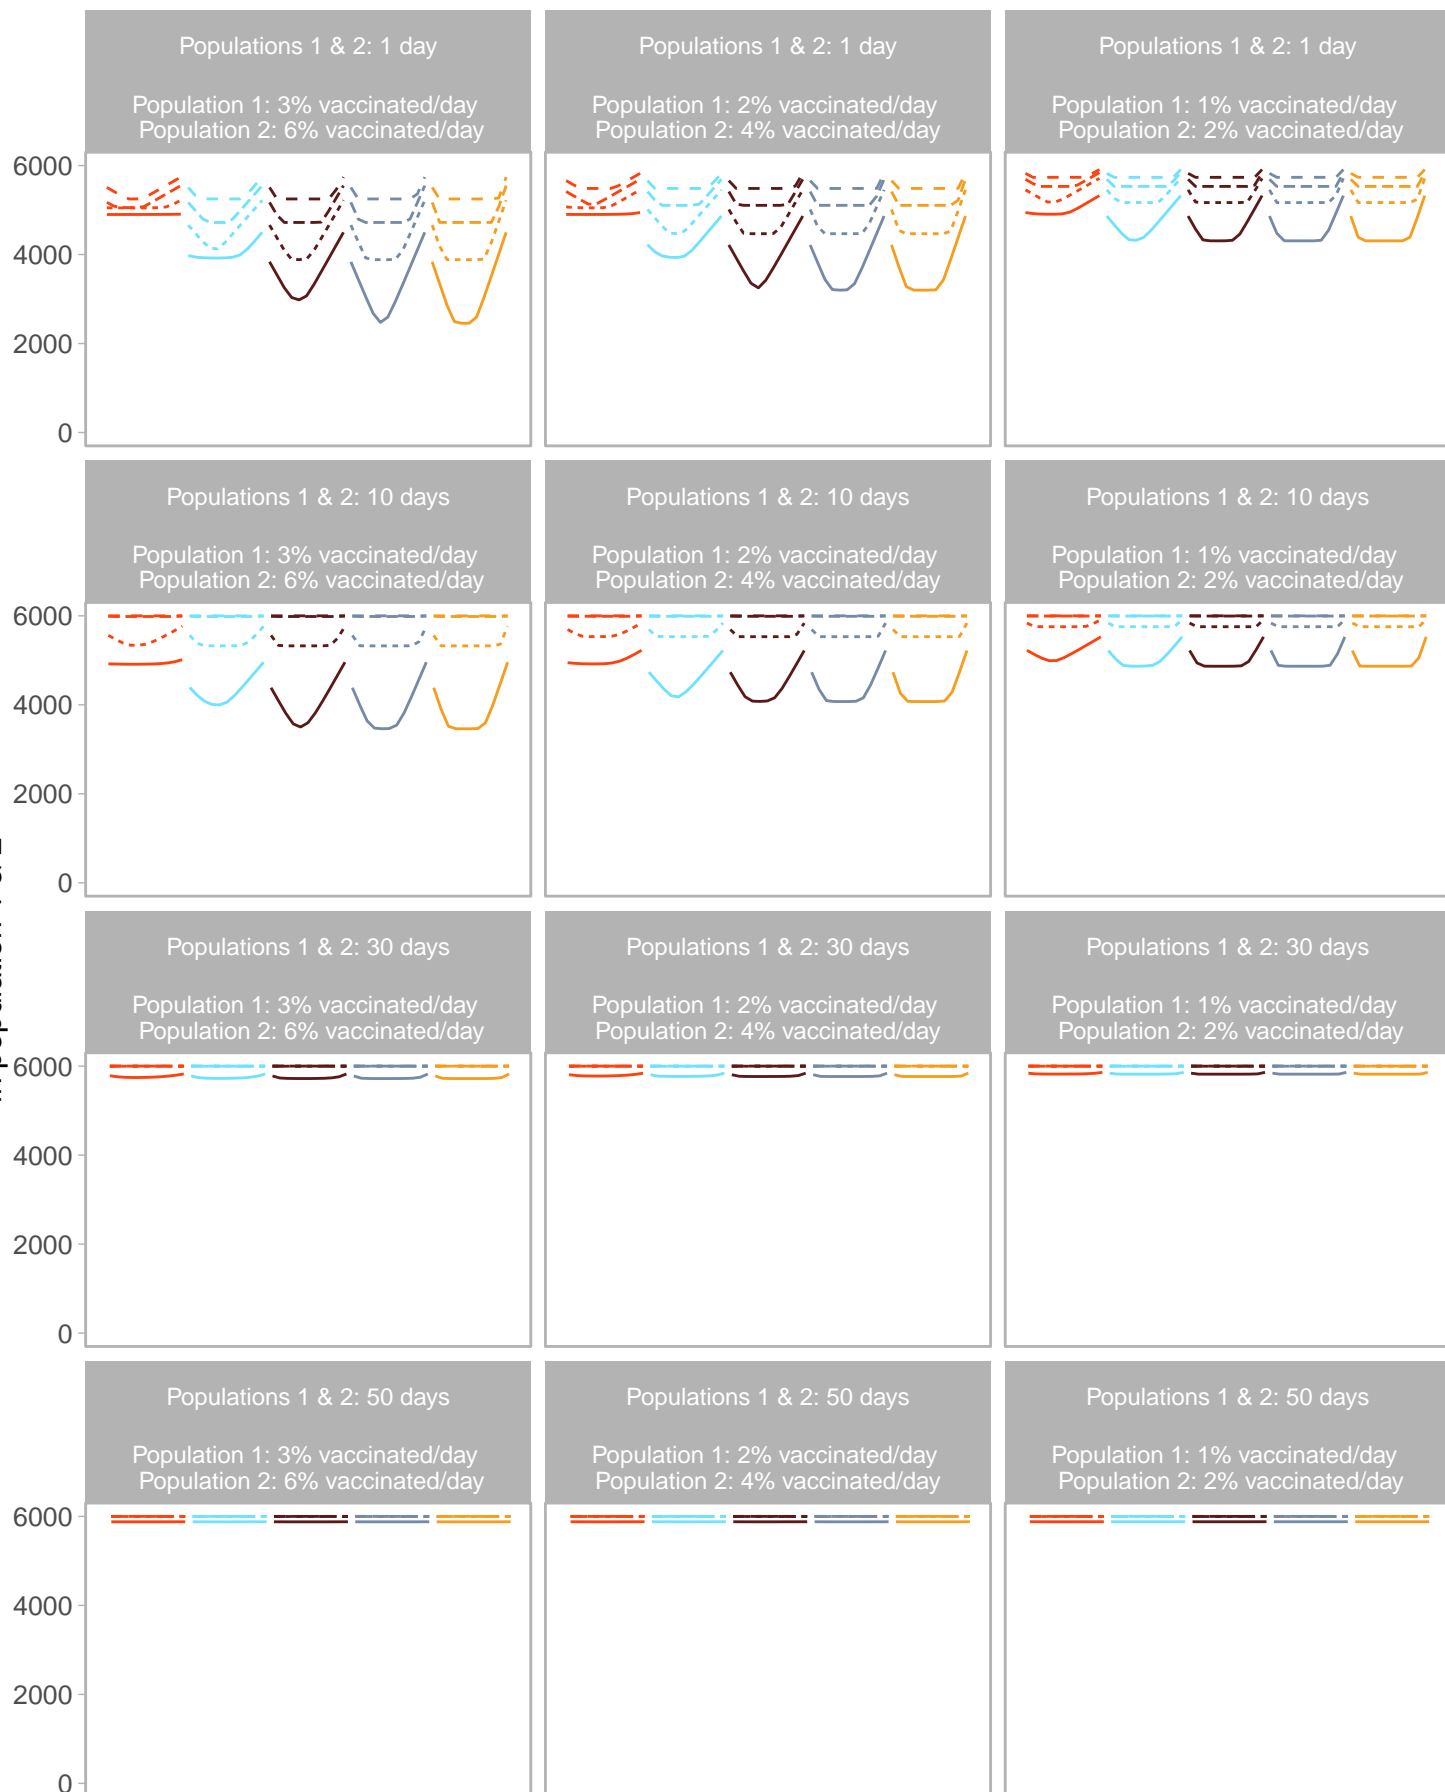 Populations 1 & 2: 1 day
Population 1: 3% vaccinated/day
Population 2: 6% vaccinated/day
Populations 1 & 2: 1 day
Population 1: 2% vaccinated/day
Population 2: 4% vaccinated/day
Populations 1 & 2: 1 day
Population 1: 1% vaccinated/day
Population 2: 2% vaccinated/day
6000
4000
2000
0
Populations 1 & 2: 10 days
Population 1: 3% vaccinated/day
Population 2: 6% vaccinated/day
Populations 1 & 2: 10 days
Population 1: 2% vaccinated/day
Population 2: 4% vaccinated/day
Populations 1 & 2: 10 days
Population 1: 1% vaccinated/day
Population 2: 2% vaccinated/day
6000
4000
2000
0
Populations 1 & 2: 30 days
Population 1: 3% vaccinated/day
Population 2: 6% vaccinated/day
Populations 1 & 2: 30 days
Population 1: 2% vaccinated/day
Population 2: 4% vaccinated/day
Populations 1 & 2: 30 days
Population 1: 1% vaccinated/day
Population 2: 2% vaccinated/day
6000
4000
2000
0
Populations 1 & 2: 50 days
Population 1: 3% vaccinated/day
Population 2: 6% vaccinated/day
Populations 1 & 2: 50 days
Population 1: 2% vaccinated/day
Population 2: 4% vaccinated/day
Populations 1 & 2: 50 days
Population 1: 1% vaccinated/day
Population 2: 2% vaccinated/day
6000
4000
2000
0